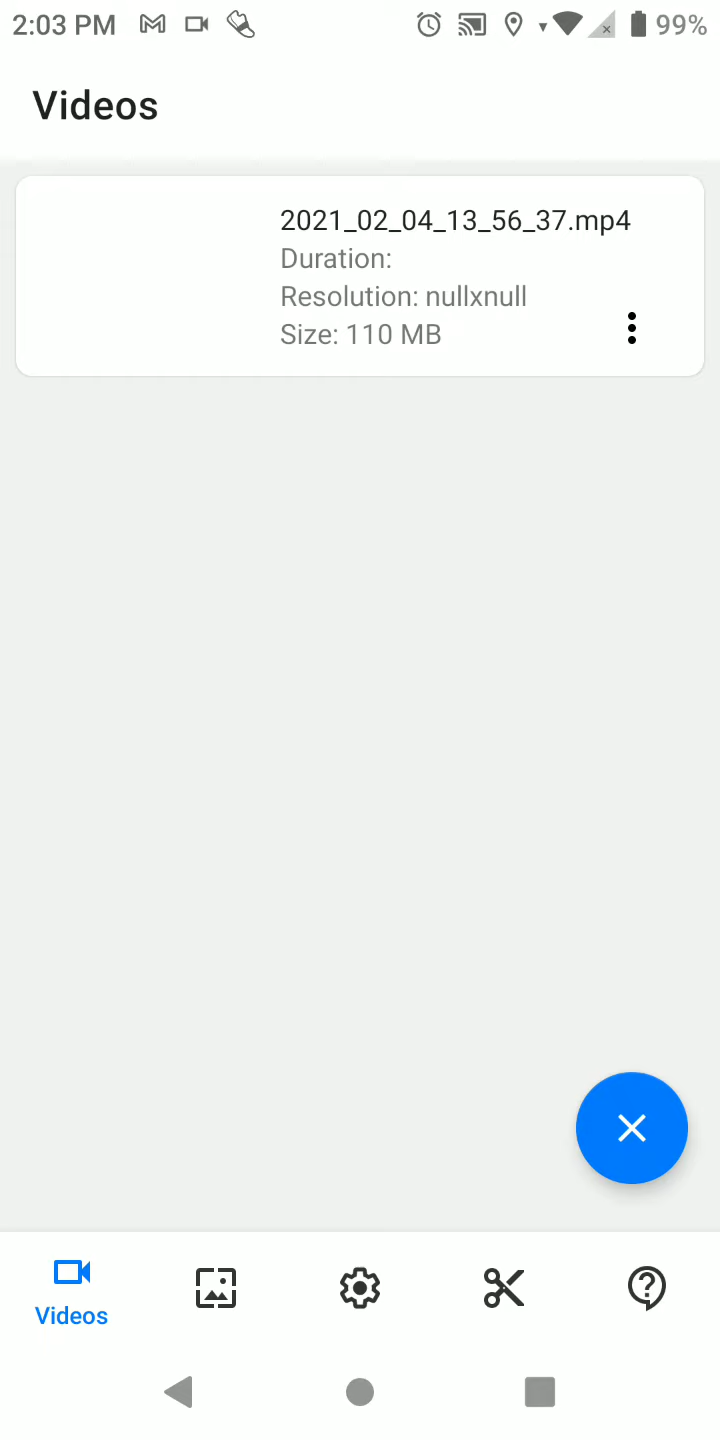 2:03 PM
99%
Videos
2021_02_04_13_56_37.mp4
Duration:
Resolution: nullxnull
Size: 110 MB
Videos